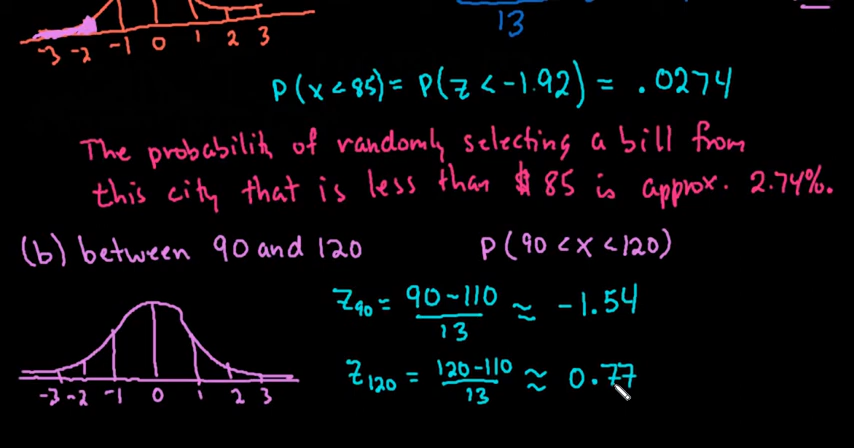 13
-3 -2 -1 0 1 2 3
P(x<85) = P(z<-1.92) = .0274
The probability of randomly selecting a bill from
this city that is less than $85 is approx. 2.74%.
(b) between 90 and 120 P(90<x<120)
z₉₀ = 90-110/13 ≈ -1.54
z₁₂₀ = 120-110/13 ≈ 0.77
-3 -2 -1 0 1 2 3